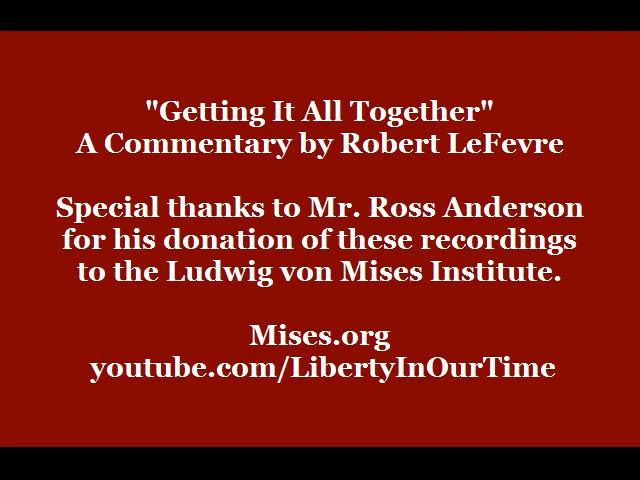 "Getting It All Together"
A Commentary by Robert LeFevre
Special thanks to Mr. Ross Anderson
for his donation of these recordings
to the Ludwig von Mises Institute.
Mises.org
youtube.com/LibertyInOurTime